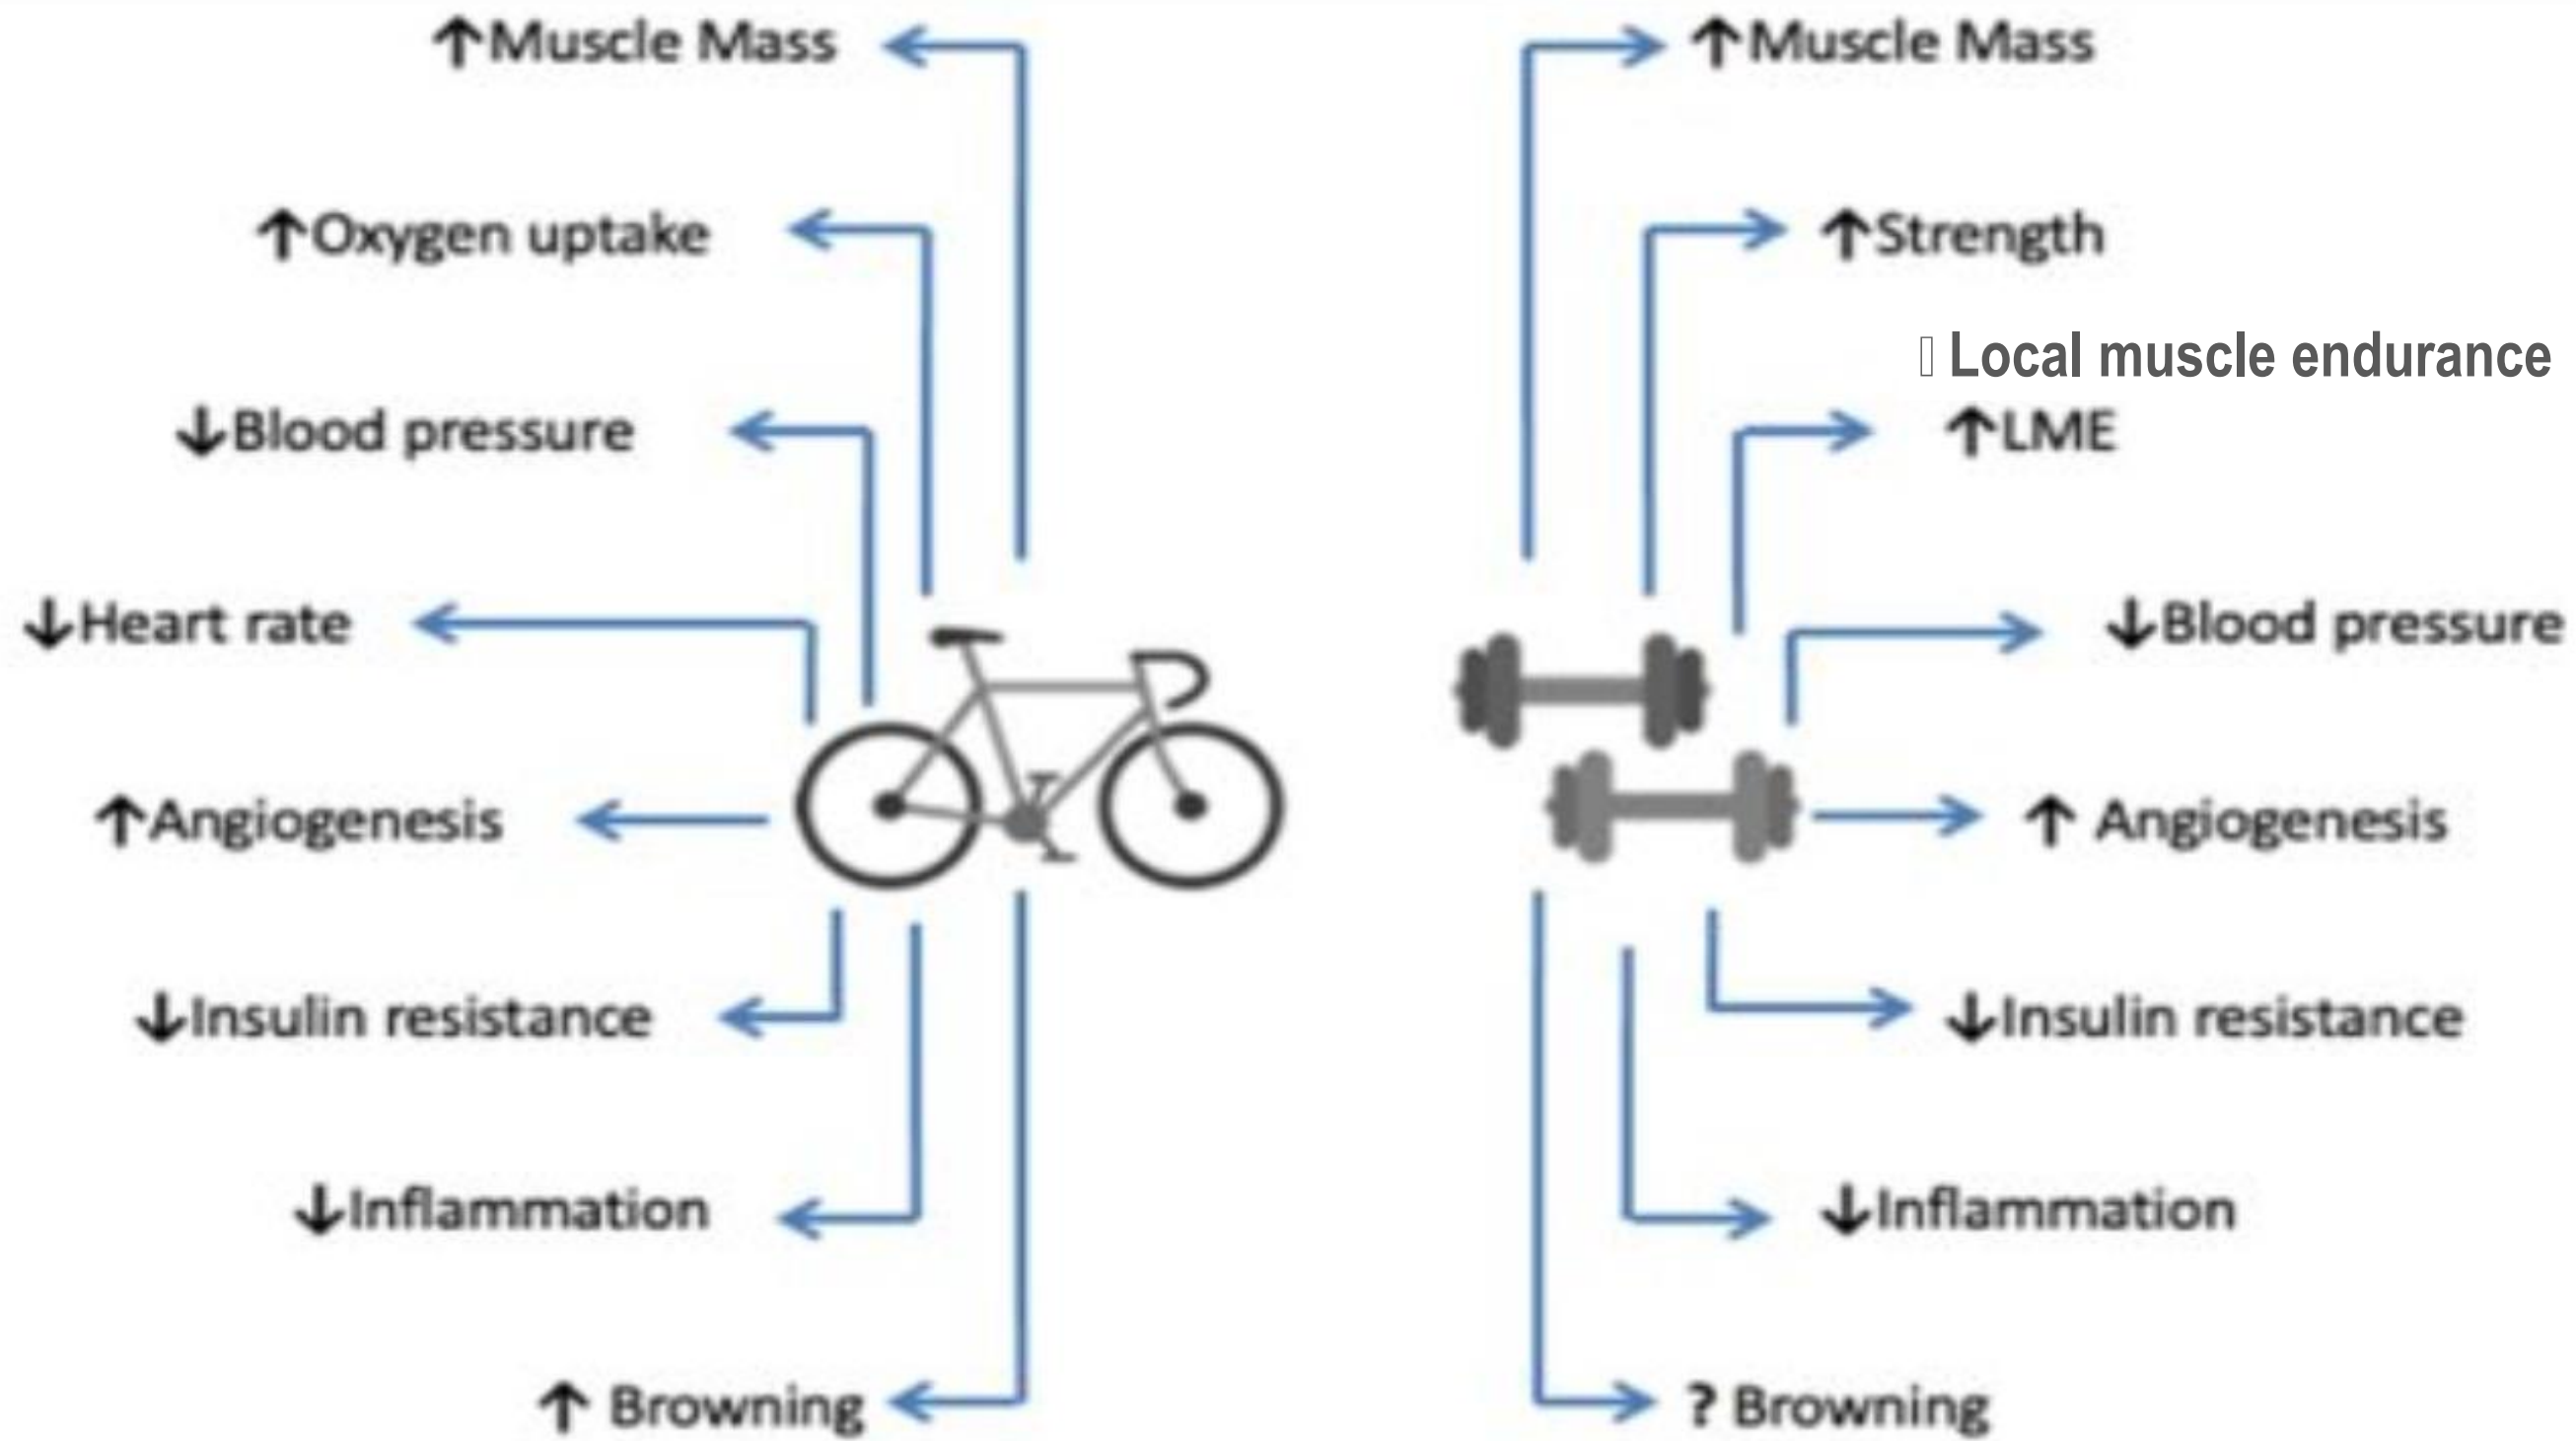 ↑Muscle Mass
↑Oxygen uptake
↓Blood pressure
↓Heart rate
↑Angiogenesis
↓Insulin resistance
↓Inflammation
↑ Browning
↑Muscle Mass
↑Strength
▯ Local muscle endurance
↑LME
↓Blood pressure
↑ Angiogenesis
↓Insulin resistance
↓Inflammation
? Browning